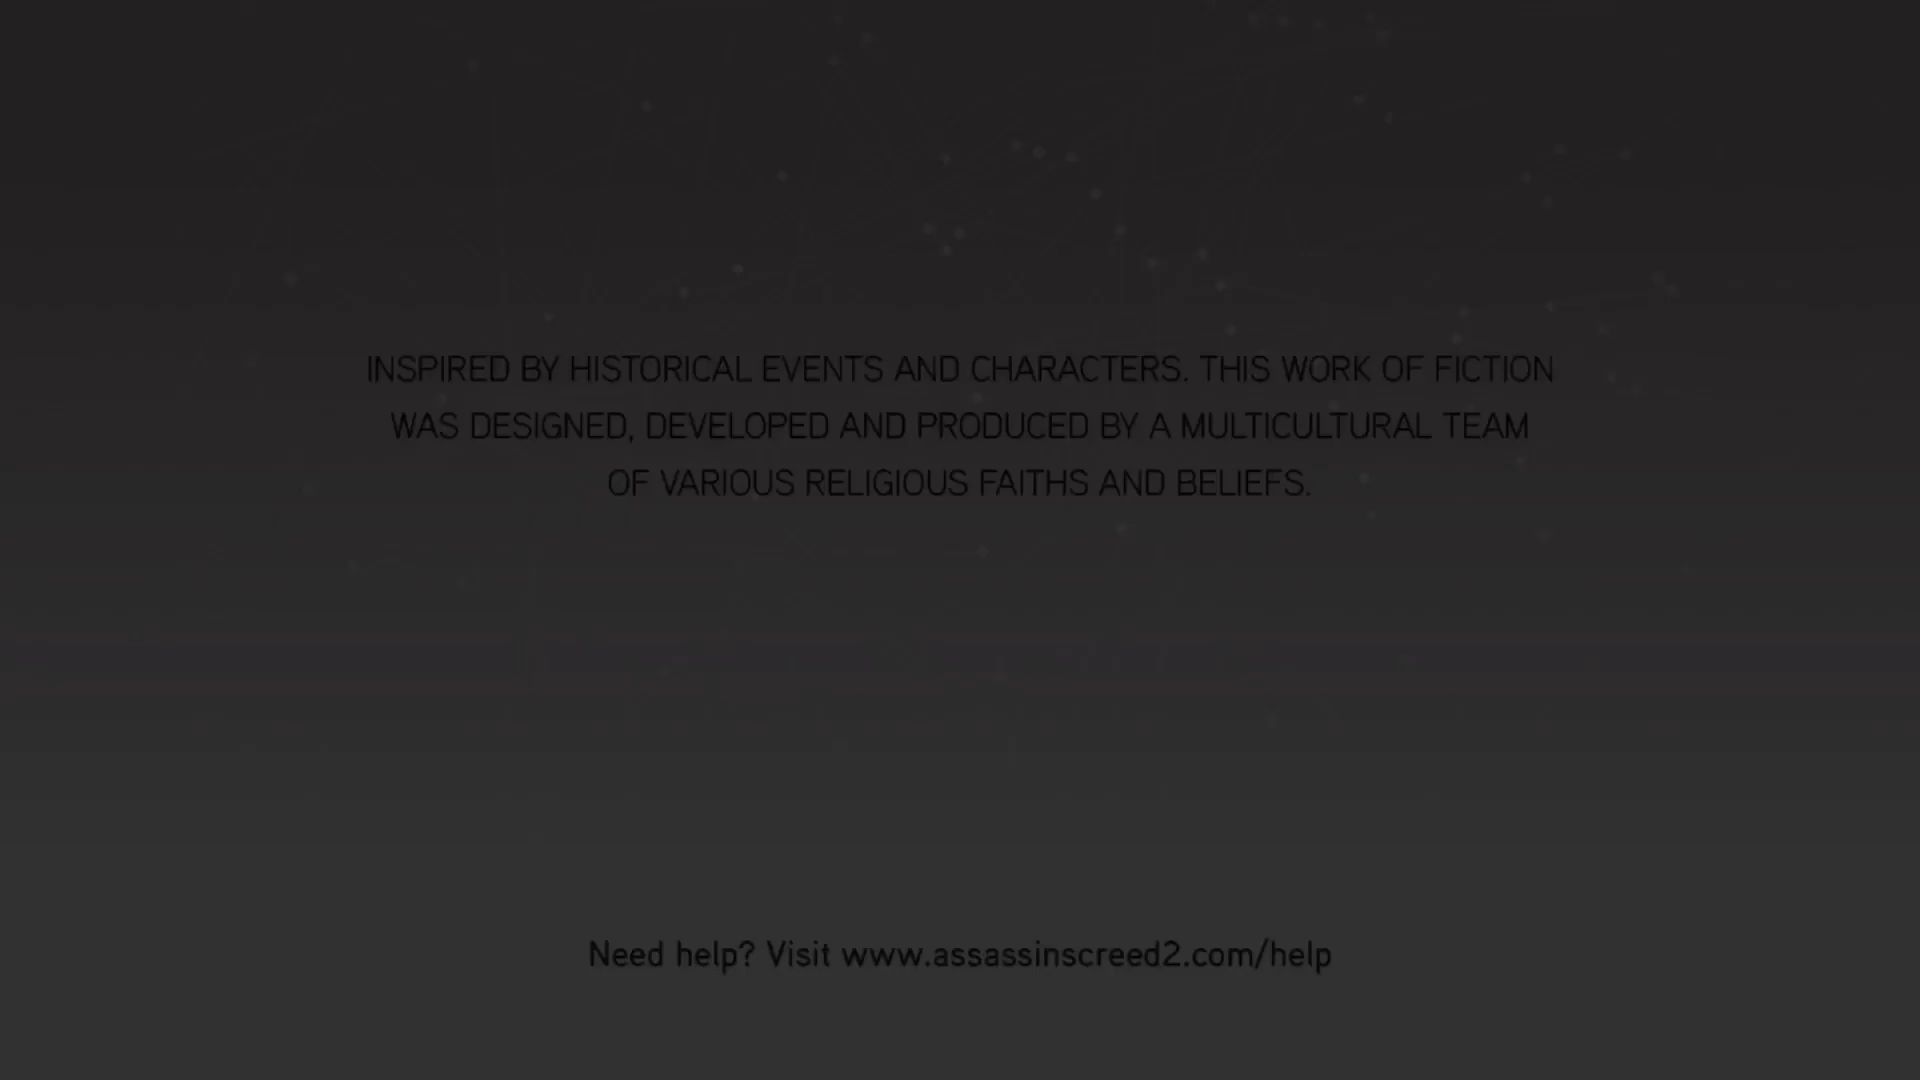 INSPIRED BY HISTORICAL EVENTS AND CHARACTERS. THIS WORK OF FICTION
WAS DESIGNED, DEVELOPED AND PRODUCED BY A MULTICULTURAL TEAM
OF VARIOUS RELIGIOUS FAITHS AND BELIEFS.
Need help? Visit www.assassinscreed2.com/help